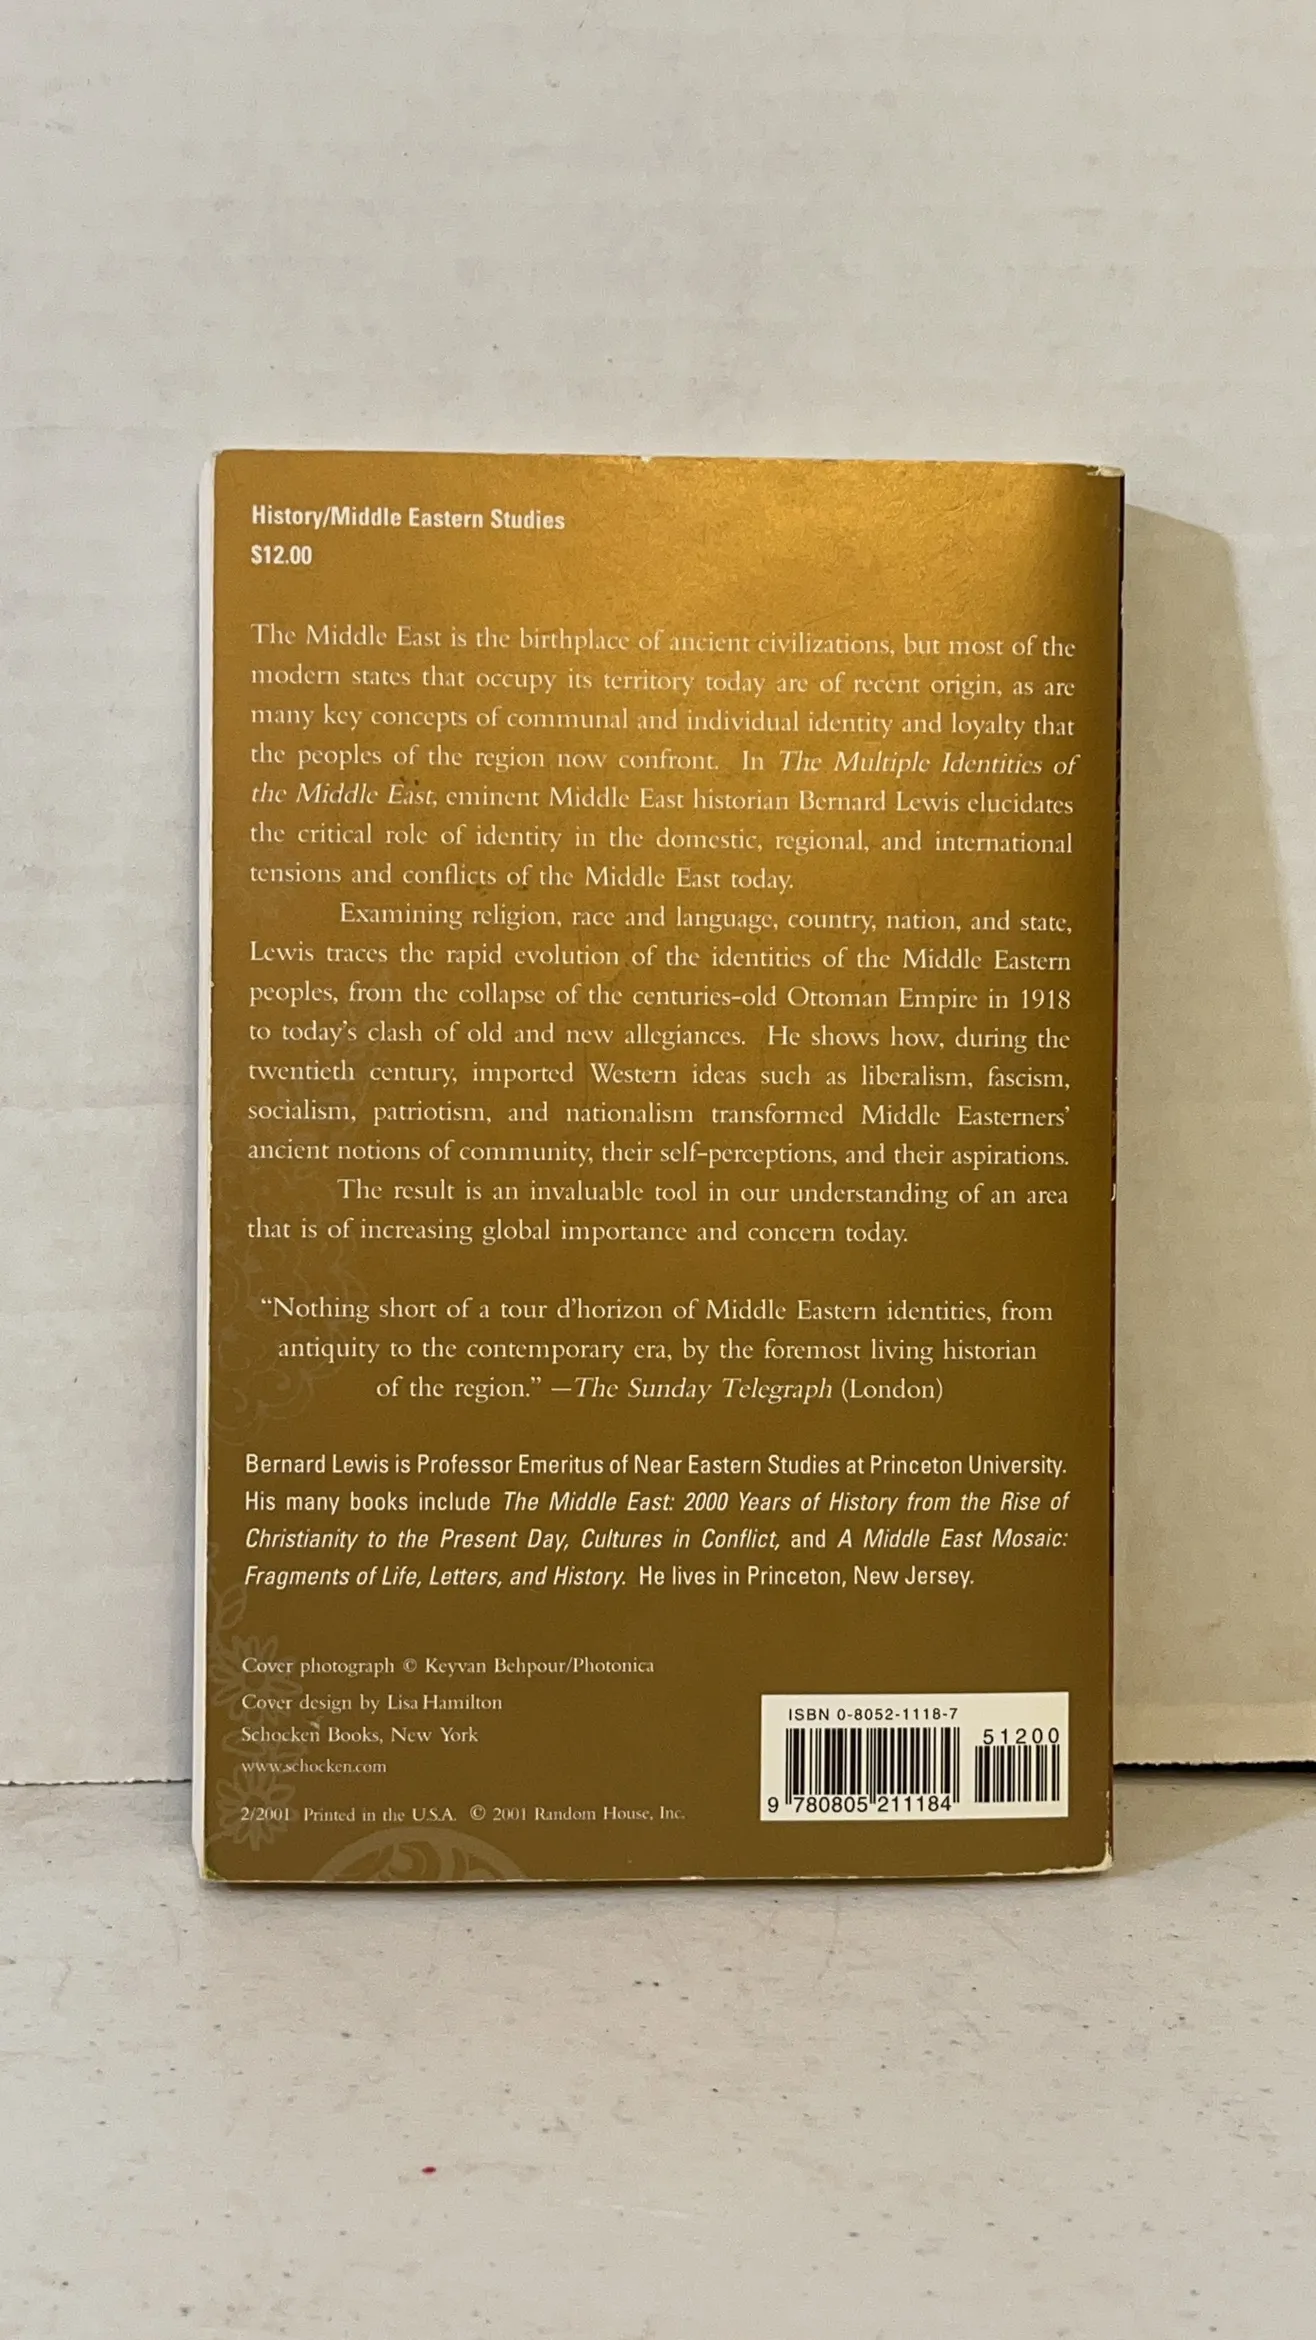 History/Middle Eastern Studies
$12.00
The Middle East is the birthplace of ancient civilizations, but most of the
modern states that occupy its territory today are of recent origin, as are
many key concepts of communal and individual identity and loyalty that
the peoples of the region now confront. In The Multiple Identities of
the Middle East, eminent Middle East historian Bernard Lewis elucidates
the critical role of identity in the domestic, regional, and international
tensions and conflicts of the Middle East today.
Examining religion, race and language, country, nation, and state,
Lewis traces the rapid evolution of the identities of the Middle Eastern
peoples, from the collapse of the centuries-old Ottoman Empire in 1918
to today's clash of old and new allegiances. He shows how, during the
twentieth century, imported Western ideas such as liberalism, fascism,
socialism, patriotism, and nationalism transformed Middle Easterners'
ancient notions of community, their self-perceptions, and their aspirations.
The result is an invaluable tool in our understanding of an area
that is of increasing global importance and concern today.
"Nothing short of a tour d'horizon of Middle Eastern identities, from
antiquity to the contemporary era, by the foremost living historian
of the region." —The Sunday Telegraph (London)
Bernard Lewis is Professor Emeritus of Near Eastern Studies at Princeton University.
His many books include The Middle East: 2000 Years of History from the Rise of
Christianity to the Present Day, Cultures in Conflict, and A Middle East Mosaic:
Fragments of Life, Letters, and History. He lives in Princeton, New Jersey.
Cover photograph © Keyvan Behpour/Photonica
Cover design by Lisa Hamilton
Schocken Books, New York
www.schocken.com
2/2001 Printed in the U.S.A. © 2001 Random House, Inc.
ISBN 0-8052-1118-7
51200
9 780805 211184